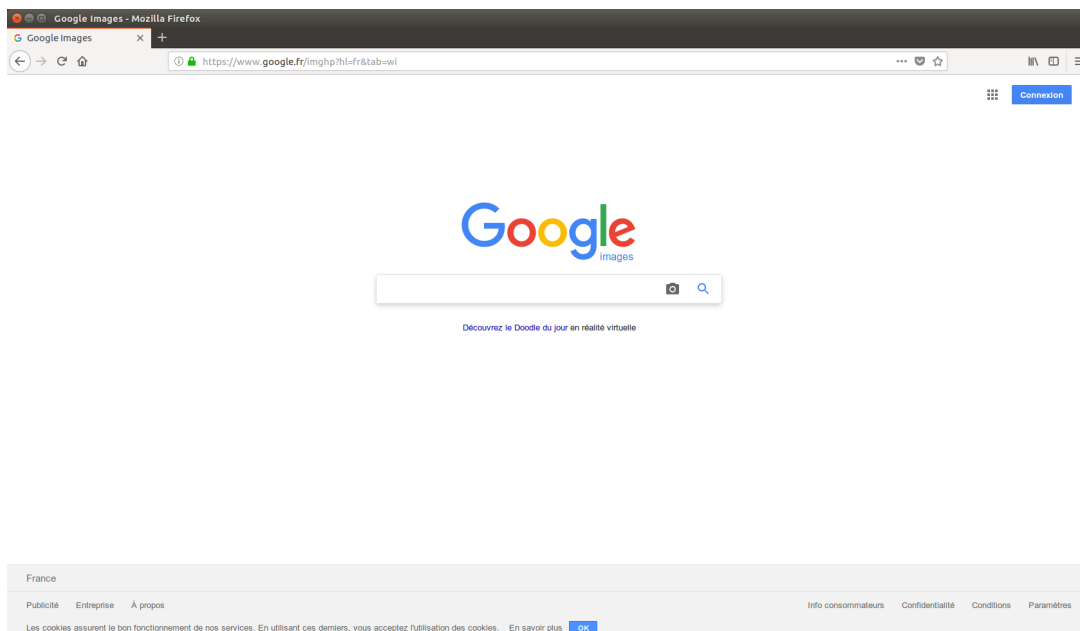 Google Images - Mozilla Firefox
Google Images
https://www.google.fr/imghp?hl=fr&tab=wi
Connexion
Google
images
Découvrez le Doodle du jour en réalité virtuelle
France
Publicité Entreprise À propos Info consommateurs Confidentialité Conditions Paramètres
Les cookies assurent le bon fonctionnement de nos services. En utilisant ces derniers, vous acceptez l'utilisation des cookies. En savoir plus OK